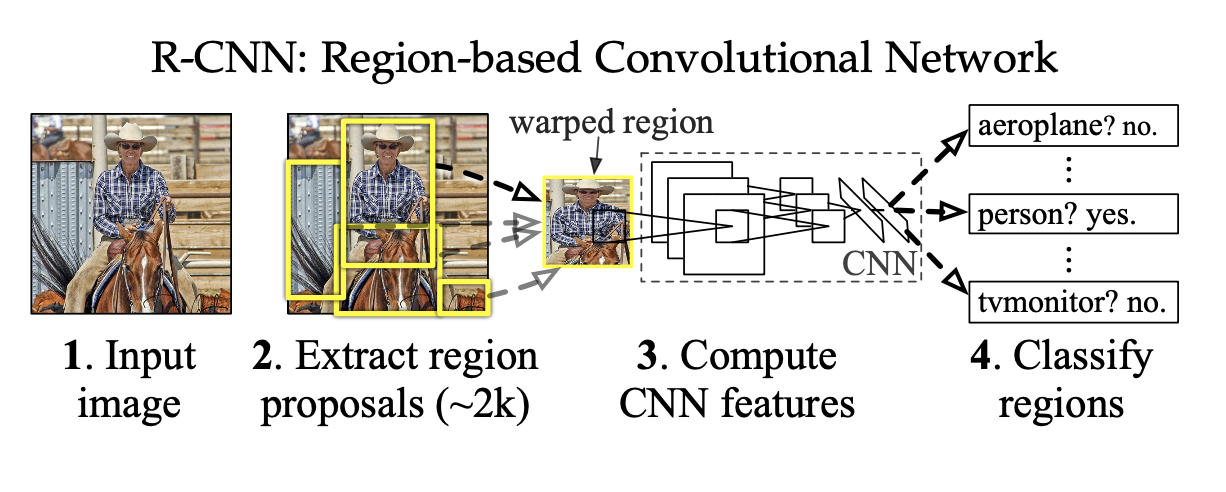 R-CNN: Region-based Convolutional Network
warped region
aeroplane? no.
person? yes.
CNN
tvmonitor? no.
1. Input
image
2. Extract region
proposals (~2k)
3. Compute
CNN features
4. Classify
regions